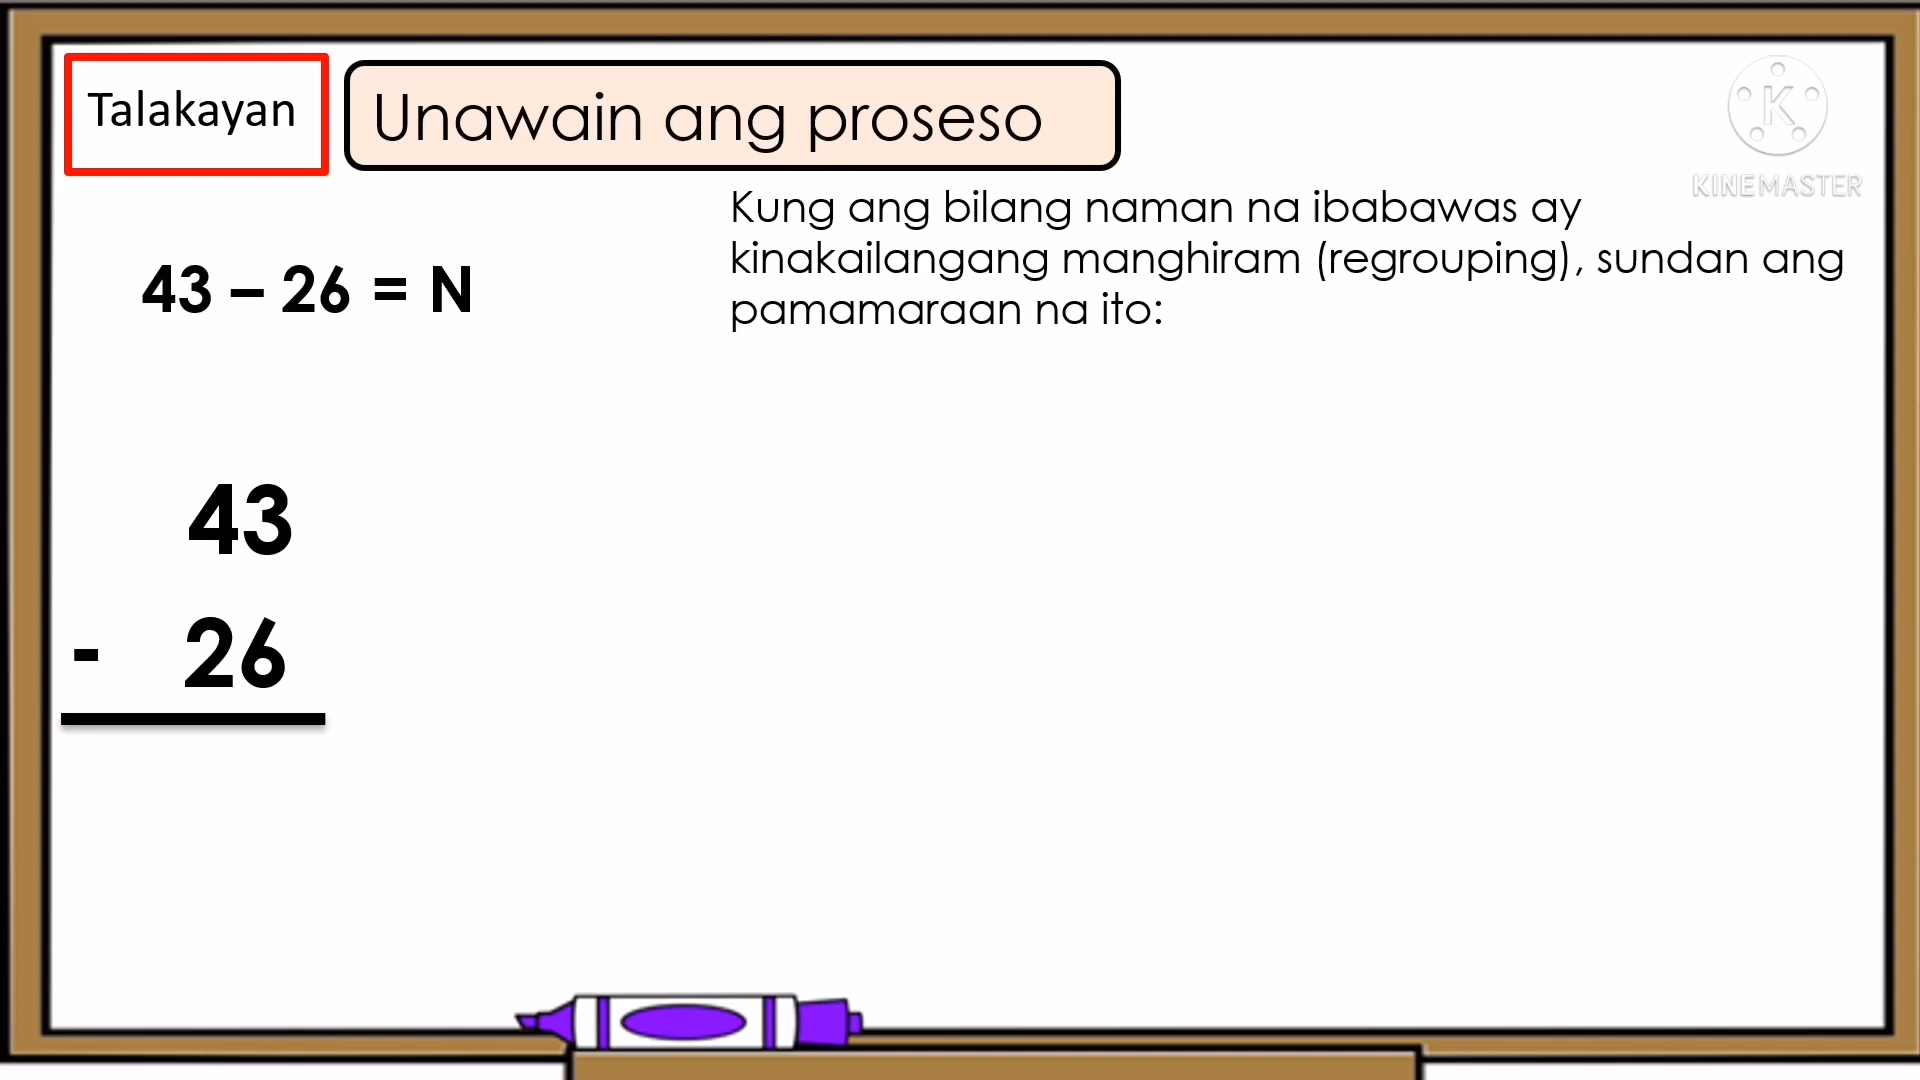 Talakayan
Unawain ang proseso
K
KINEMASTER
Kung ang bilang naman na ibabawas ay
kinakailangang manghiram (regrouping), sundan ang
pamamaraan na ito:
43 – 26 = N
43
- 26